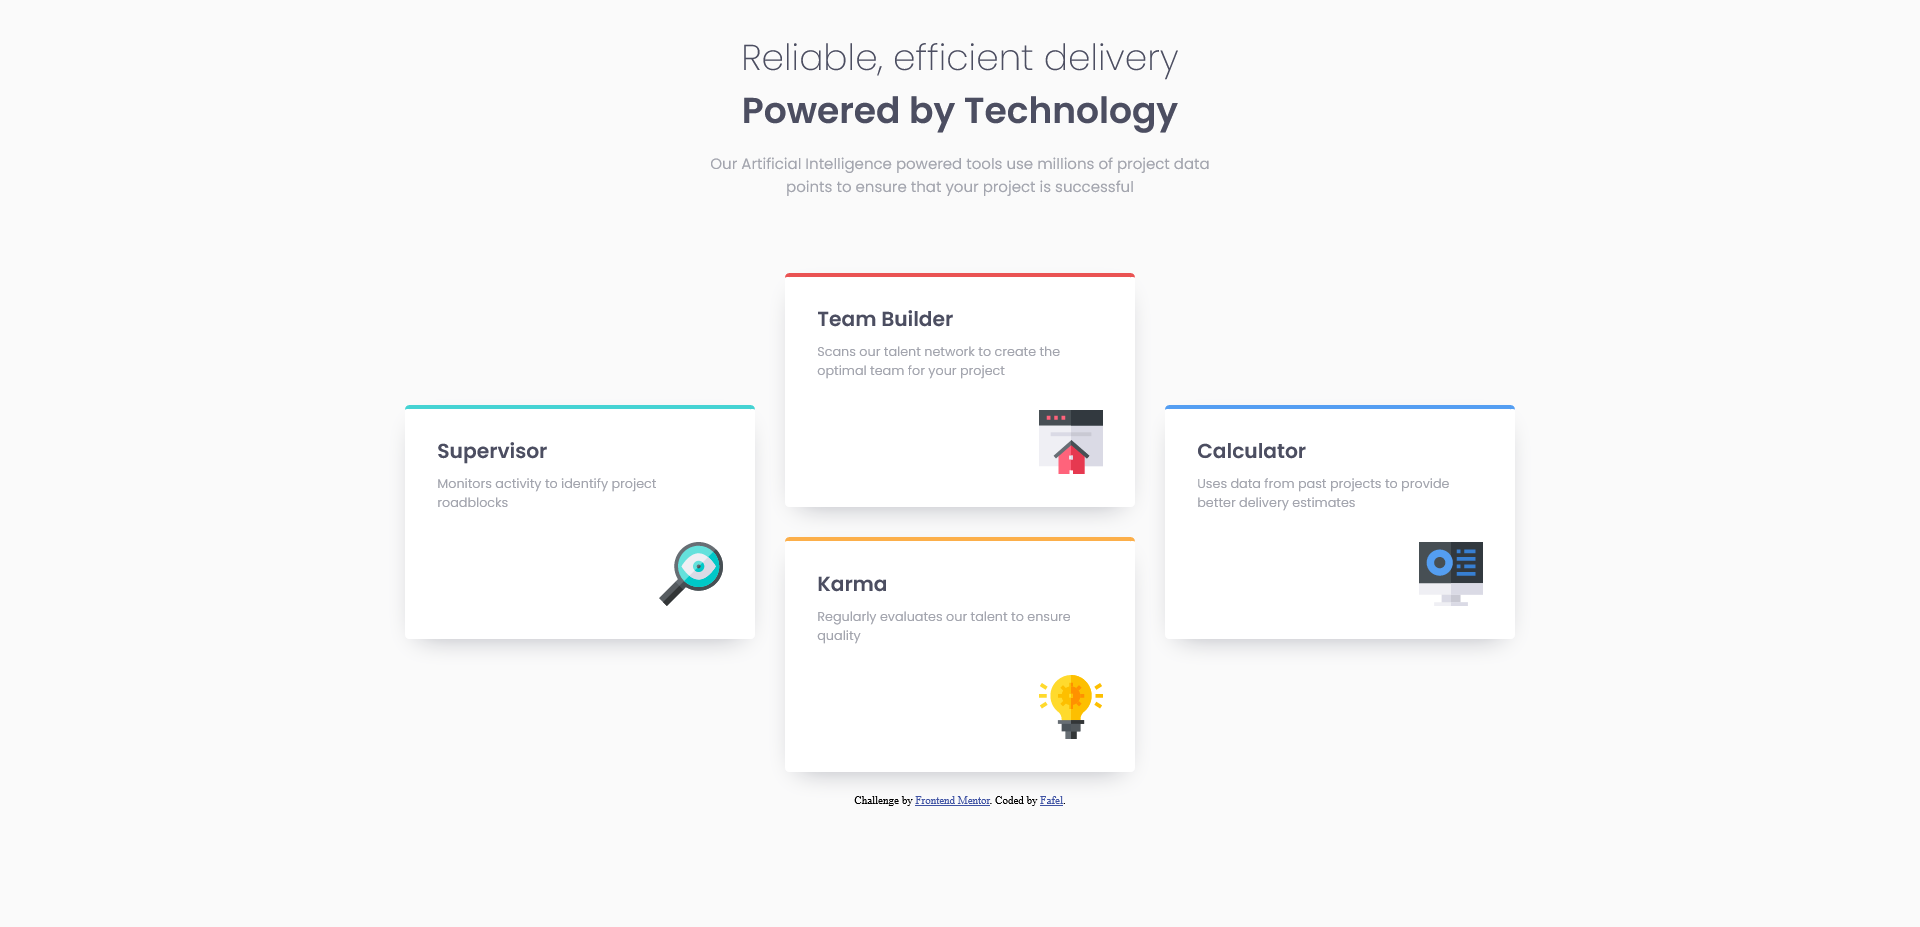 Reliable, efficient delivery
Powered by Technology
Our Artificial Intelligence powered tools use millions of project data
points to ensure that your project is successful
Supervisor
Monitors activity to identify project
roadblocks
Team Builder
Scans our talent network to create the
optimal team for your project
Karma
Regularly evaluates our talent to ensure
quality
Calculator
Uses data from past projects to provide
better delivery estimates
Challenge by Frontend Mentor. Coded by Fafel.